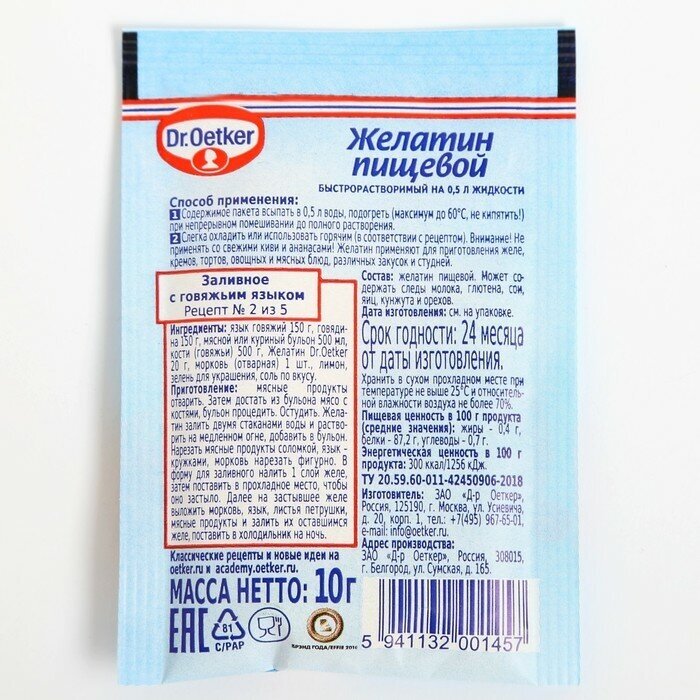 Dr.Oetker
Желатин
пищевой
БЫСТРОРАСТВОРИМЫЙ НА 0,5 Л ЖИДКОСТИ
Способ применения:
1 Содержимое пакета всыпать в 0,5 л воды, подогреть (максимум до 60°С, не кипятить!)
при непрерывном помешивании до полного растворения.
2 Слегка охладить или использовать горячим (в соответствии с рецептом). Внимание! Не
применять со свежими киви и ананасами! Желатин применяют для приготовления желе,
кремов, тортов, овощных и мясных блюд, различных закусок и студней.
Заливное
с говяжьим языком
Рецепт № 2 из 5
Ингредиенты: язык говяжий 150 г, говяди-
на 150 г, мясной или куриный бульон 500 мл,
кости (говяжьи) 500 г, Желатин Dr.Oetker
20 г, морковь (отварная) 1 шт., лимон,
зелень для украшения, соль по вкусу.
Приготовление: мясные продукты
отварить. Затем достать из бульона мясо с
костями, бульон процедить. Остудить. Жела-
тин залить двумя стаканами воды и раство-
рить на медленном огне, добавить в бульон.
Нарезать мясные продукты соломкой, язык -
кружками, морковь нарезать фигурно. В
форму для заливного налить 1 слой желе,
затем поставить в прохладное место, чтобы
оно застыло. Далее на застывшее желе
выложить морковь, язык, листья петрушки,
мясные продукты и залить их оставшимся
желе, поставить в холодильник на ночь.
Классические рецепты и новые идеи на
oetker.ru и academy.oetker.ru
МАССА НЕТТО: 10г
EAC
81
C/PAP
БРЭНД ГОДА/EFFIE
Состав: желатин пищевой. Может со-
держать следы молока, глютена, сои,
яиц, кунжута и орехов.
Дата изготовления: см. на упаковке.
Срок годности: 24 месяца
от даты изготовления.
Хранить в сухом прохладном месте при
температуре не выше 25°С и относитель-
ной влажности воздуха не более 70%.
Пищевая ценность в 100 г продукта
(средние значения): жиры - 0,4 г,
белки - 87,2 г, углеводы - 0,7 г.
Энергетическая ценность в 100 г
продукта: 300 ккал/1256 кДж.
ТУ 20.59.60-011-42450906-2018
Изготовитель: ЗАО «Д-р Оеткер»,
Россия, 125190, г. Москва, ул. Усиевича,
д. 20, корп. 1, тел.: +7(495) 967-65-01,
e-mail: info@oetker.ru.
Адрес производства:
ЗАО «Д-р Оеткер», Россия, 308015,
г. Белгород, ул. Сумская, д. 165.
5 941132 001457